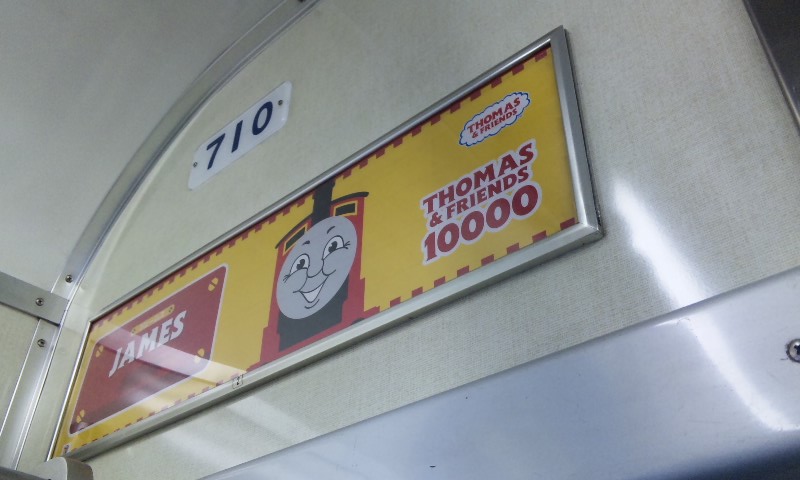 710
THOMAS
& FRIENDS
THOMAS
& FRIENDS
10000
JAMES